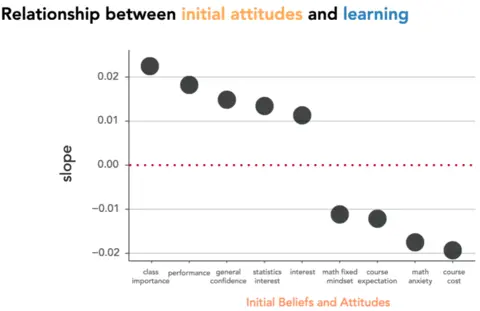 Relationship between initial attitudes and learning
0.02
0.01
0.00
−0.01
−0.02
slope
class importance
performance
general confidence
statistics interest
interest
math fixed mindset
course expectation
math anxiety
course cost
Initial Beliefs and Attitudes